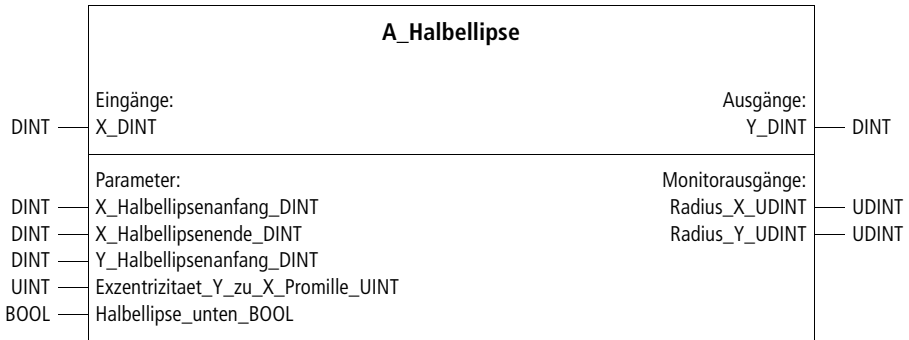 A_Halbellipse
Eingänge: Ausgänge:
DINT X_DINT Y_DINT DINT
Parameter: Monitorausgänge:
DINT X_Halbellipsenanfang_DINT Radius_X_UDINT UDINT
DINT X_Halbellipsenende_DINT Radius_Y_UDINT UDINT
DINT Y_Halbellipsenanfang_DINT
UINT Exzentrizitaet_Y_zu_X_Promille_UINT
BOOL Halbellipse_unten_BOOL